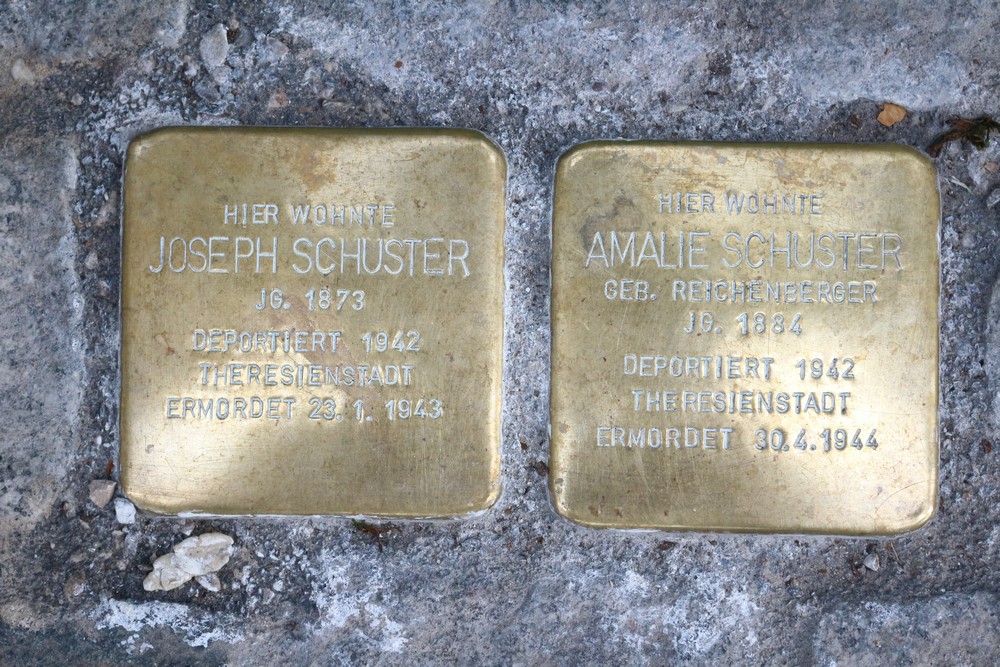 HIER WOHNTE
JOSEPH SCHUSTER
JG. 1873
DEPORTIERT 1942
THERESIENSTADT
ERMORDET 23.1.1943
HIER WOHNTE
AMALIE SCHUSTER
GEB. REICHENBERGER
JG. 1884
DEPORTIERT 1942
THERESIENSTADT
ERMORDET 30.4.1944